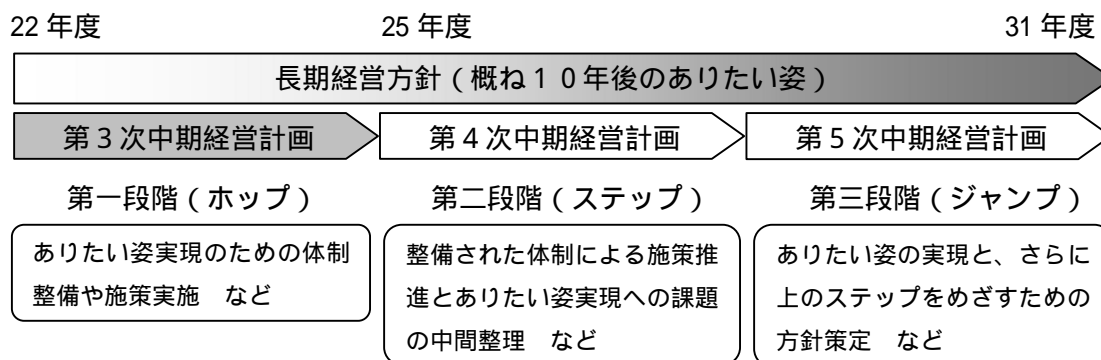 22 年度 25 年度 31 年度
長期経営方針（概ね１０年後のありたい姿）
第３次中期経営計画 第４次中期経営計画 第５次中期経営計画
第一段階（ホップ） 第二段階（ステップ） 第三段階（ジャンプ）
ありたい姿実現のための体制
整備や施策実施　など
整備された体制による施策推
進とありたい姿実現への課題
の中間整理　など
ありたい姿の実現と、さらに
上のステップをめざすための
方針策定　など